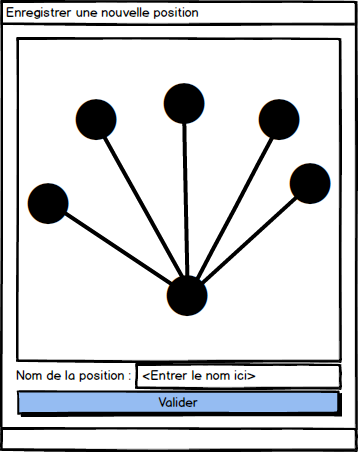 Enregistrer une nouvelle position
Nom de la position : <Entrer le nom ici>
Valider